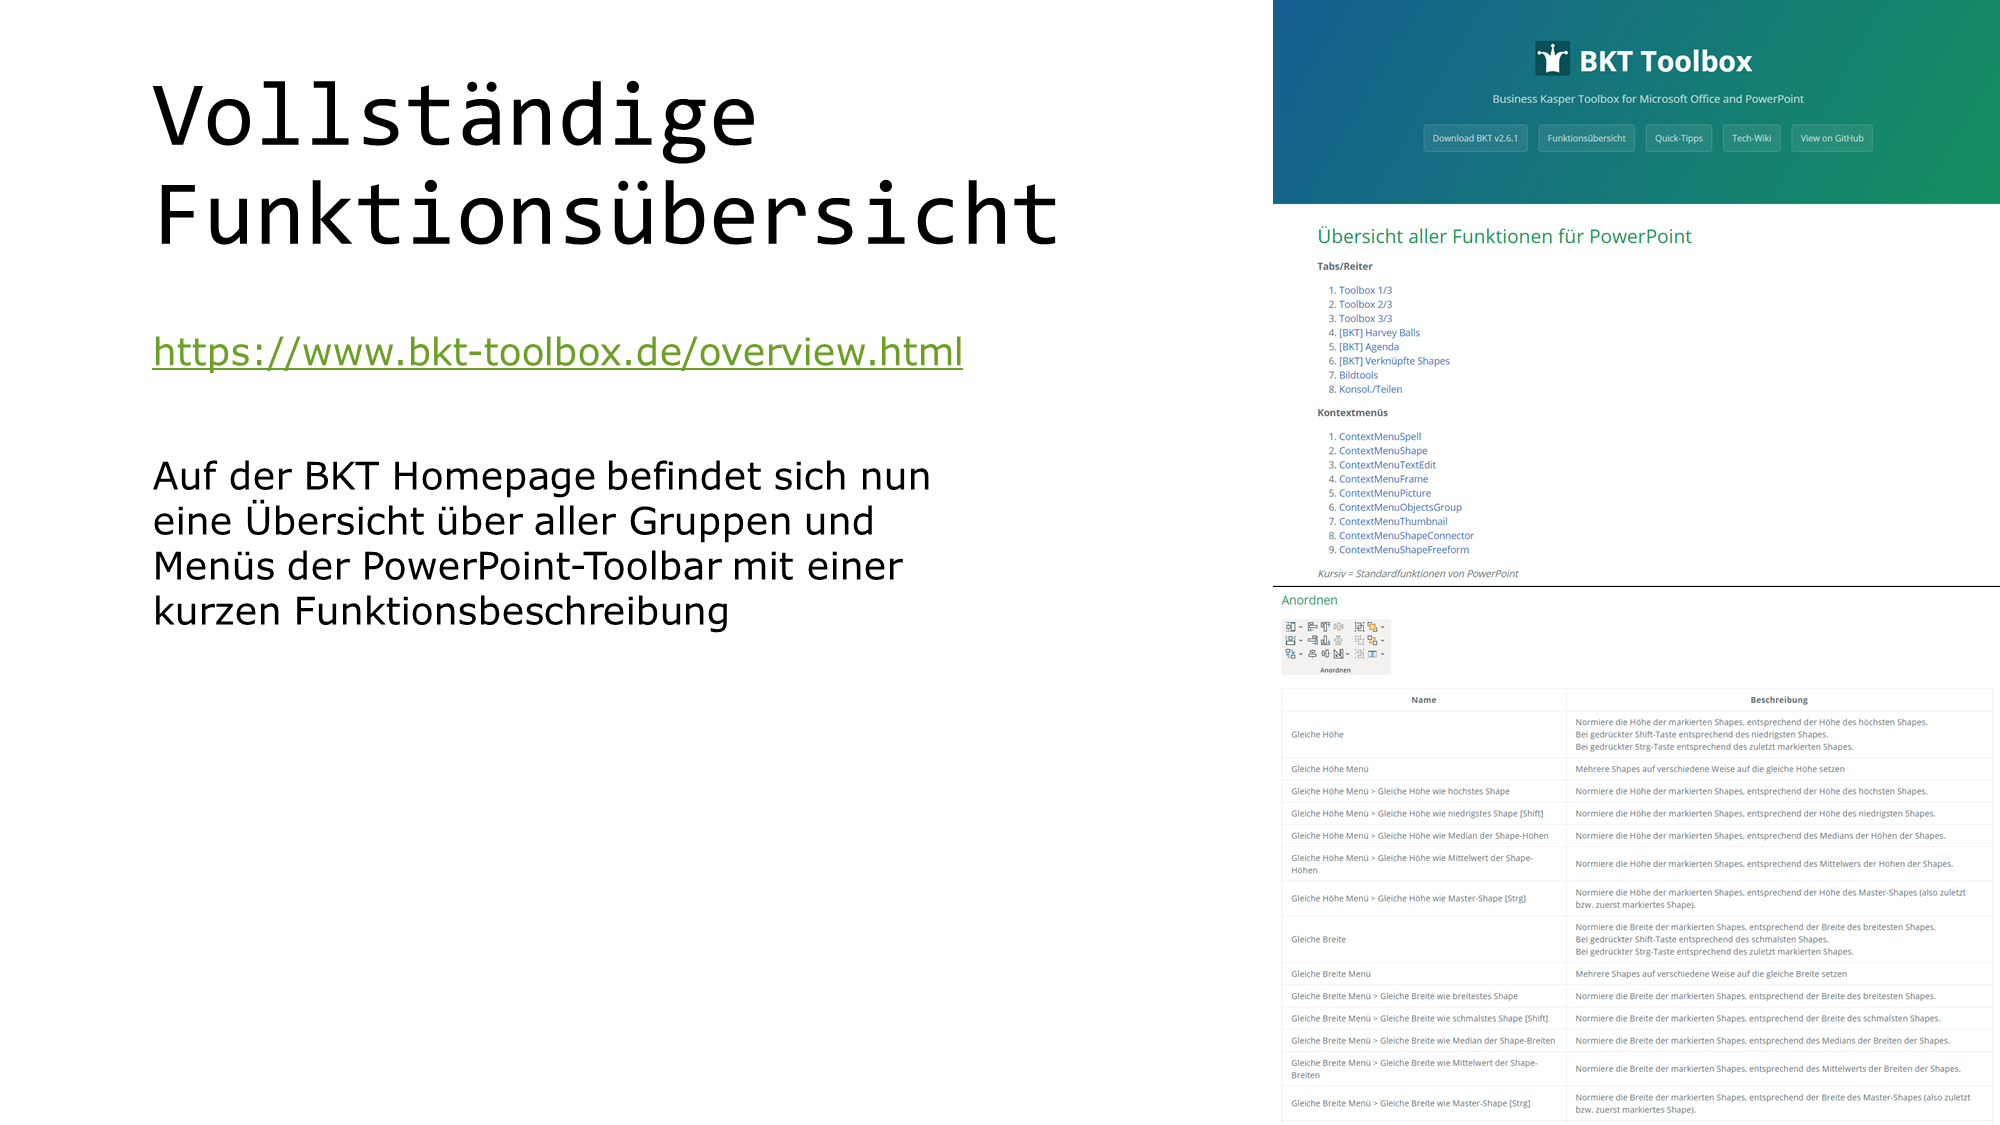 Vollständige
Funktionsübersicht
https://www.bkt-toolbox.de/overview.html
Auf der BKT Homepage befindet sich nun
eine Übersicht über aller Gruppen und
Menüs der PowerPoint-Toolbar mit einer
kurzen Funktionsbeschreibung
BKT Toolbox
Business Kasper Toolbox for Microsoft Office and PowerPoint
Download BKT v2.6.1 Funktionsübersicht Quick-Tipps Tech-Wiki View on GitHub
Übersicht aller Funktionen für PowerPoint
Tabs/Reiter
1. Toolbox 1/3
2. Toolbox 2/3
3. Toolbox 3/3
4. [BKT] Harvey Balls
5. [BKT] Agenda
6. [BKT] Verknüpfte Shapes
7. Bildtools
8. Konsol./Teilen
Kontextmenüs
1. ContextMenuSpell
2. ContextMenuShape
3. ContextMenuTextEdit
4. ContextMenuFrame
5. ContextMenuPicture
6. ContextMenuObjectsGroup
7. ContextMenuThumbnail
8. ContextMenuShapeConnector
9. ContextMenuShapeFreeform
Kursiv = Standardfunktionen von PowerPoint
Anordnen
Anordnen
Name Beschreibung
Gleiche Höhe
Normiere die Höhe der markierten Shapes, entsprechend der Höhe des höchsten Shapes.
Bei gedrückter Shift-Taste entsprechend des niedrigsten Shapes.
Bei gedrückter Strg-Taste entsprechend des zuletzt markierten Shapes.
Gleiche Höhe Menü
Mehrere Shapes auf verschiedene Weise auf die gleiche Höhe setzen
Gleiche Höhe Menü > Gleiche Höhe wie höchstes Shape
Normiere die Höhe der markierten Shapes, entsprechend der Höhe des höchsten Shapes.
Gleiche Höhe Menü > Gleiche Höhe wie niedrigstes Shape [Shift]
Normiere die Höhe der markierten Shapes, entsprechend der Höhe des niedrigsten Shapes.
Gleiche Höhe Menü > Gleiche Höhe wie Median der Shape-Höhen
Normiere die Höhe der markierten Shapes, entsprechend des Medians der Höhen der Shapes.
Gleiche Höhe Menü > Gleiche Höhe wie Mittelwert der Shape-
Höhen
Normiere die Höhe der markierten Shapes, entsprechend des Mittelwers der Höhen der Shapes.
Gleiche Höhe Menü > Gleiche Höhe wie Master-Shape [Strg]
Normiere die Höhe der markierten Shapes, entsprechend der Höhe des Master-Shapes (also zuletzt
bzw. zuerst markiertes Shape).
Gleiche Breite
Normiere die Breite der markierten Shapes, entsprechend der Breite des breitesten Shapes.
Bei gedrückter Shift-Taste entsprechend des schmalsten Shapes.
Bei gedrückter Strg-Taste entsprechend des zuletzt markierten Shapes.
Gleiche Breite Menü
Mehrere Shapes auf verschiedene Weise auf die gleiche Breite setzen
Gleiche Breite Menü > Gleiche Breite wie breitestes Shape
Normiere die Breite der markierten Shapes, entsprechend der Breite des breitesten Shapes.
Gleiche Breite Menü > Gleiche Breite wie schmalstes Shape [Shift]
Normiere die Breite der markierten Shapes, entsprechend der Breite des schmalsten Shapes.
Gleiche Breite Menü > Gleiche Breite wie Median der Shape-Breiten
Normiere die Breite der markierten Shapes, entsprechend des Medians der Breiten der Shapes.
Gleiche Breite Menü > Gleiche Breite wie Mittelwert der Shape-
Breiten
Normiere die Breite der markierten Shapes, entsprechend des Mittelwerts der Breiten der Shapes.
Gleiche Breite Menü > Gleiche Breite wie Master-Shape [Strg]
Normiere die Breite der markierten Shapes, entsprechend der Breite des Master-Shapes (also zuletzt
bzw. zuerst markiertes Shape).